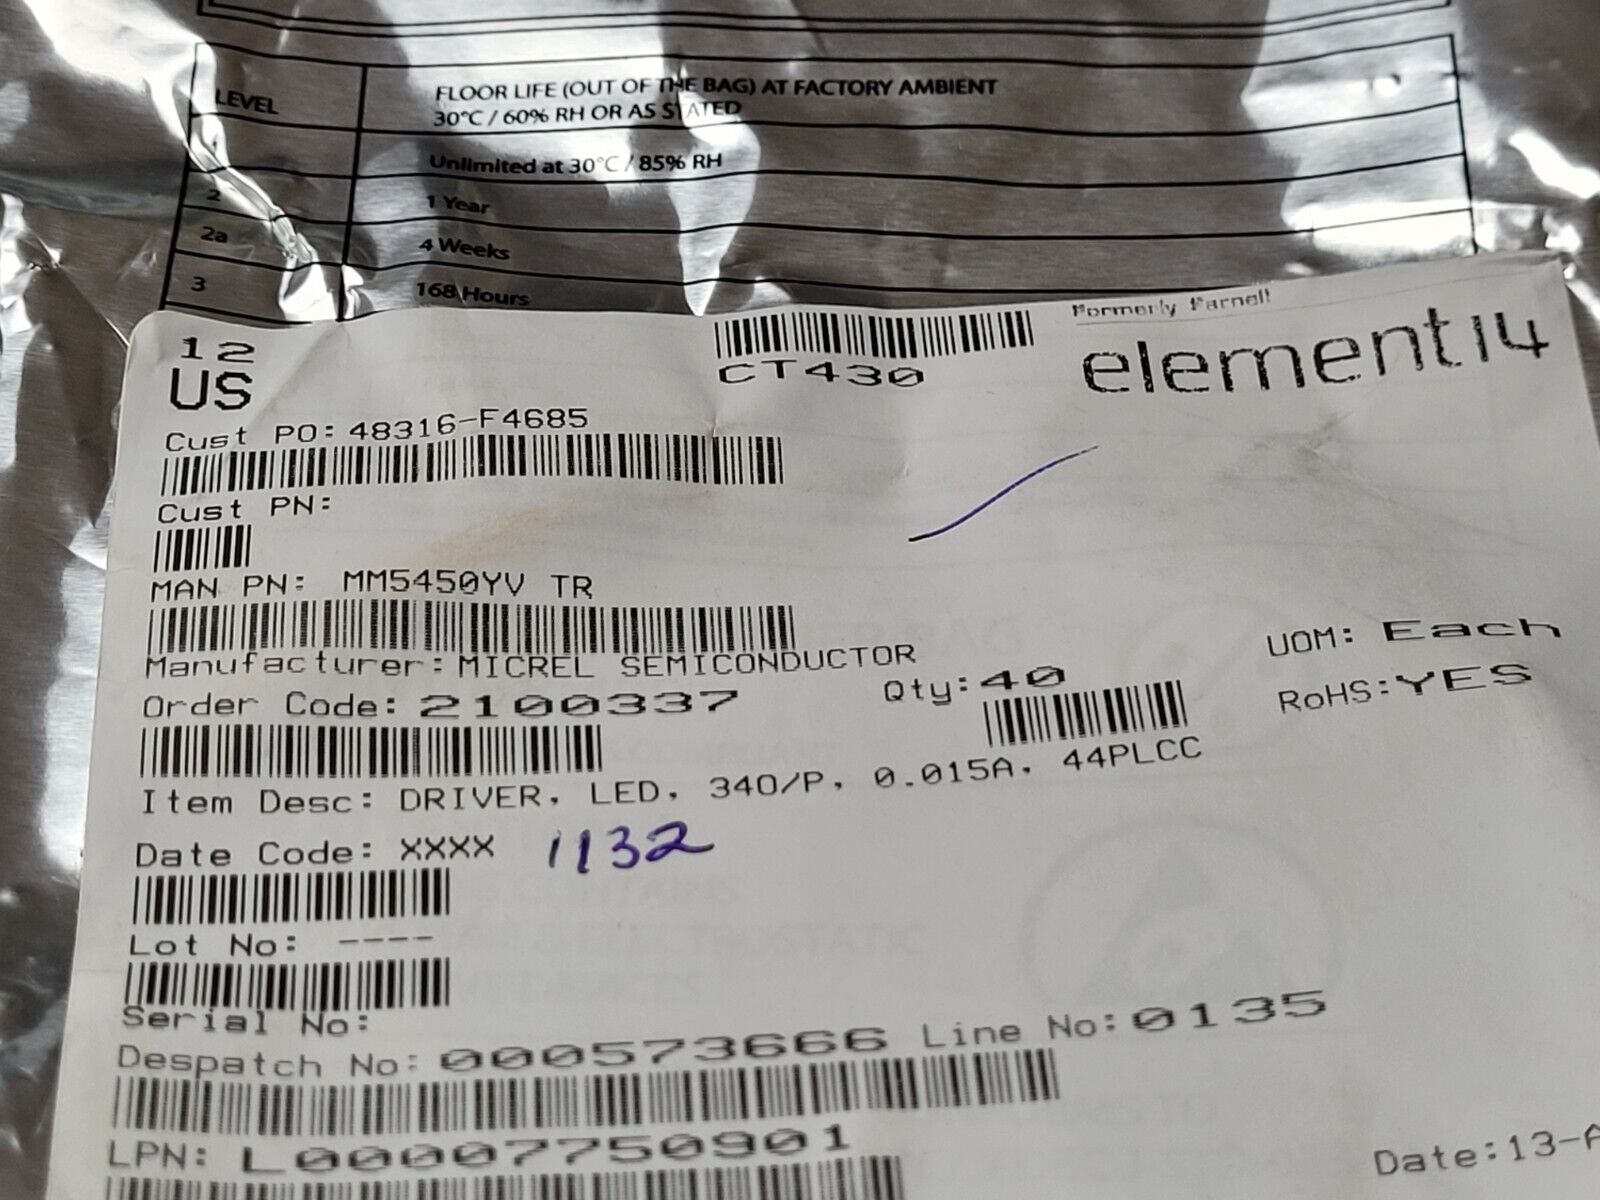 LEVEL
FLOOR LIFE (OUT OF THE BAG) AT FACTORY AMBIENT
30°C / 60% RH OR AS STATED
Unlimited at 30°C / 85% RH
2
1 Year
2a
4 Weeks
3
168 Hours
12
US
CT430
Formerly Farnell
element14
Cust PO: 48316-F4685
Cust PN:
MAN PN: MM5450YV TR
Manufacturer: MICREL SEMICONDUCTOR
UOM: Each
Order Code: 2100337
Qty: 40
RoHS: YES
Item Desc: DRIVER, LED, 340/P, 0.015A, 44PLCC
Date Code: XXXX 1132
Lot No: ----
Serial No:
Despatch No: 000573666 Line No: 0135
LPN: L00007750901
Date: 13-A